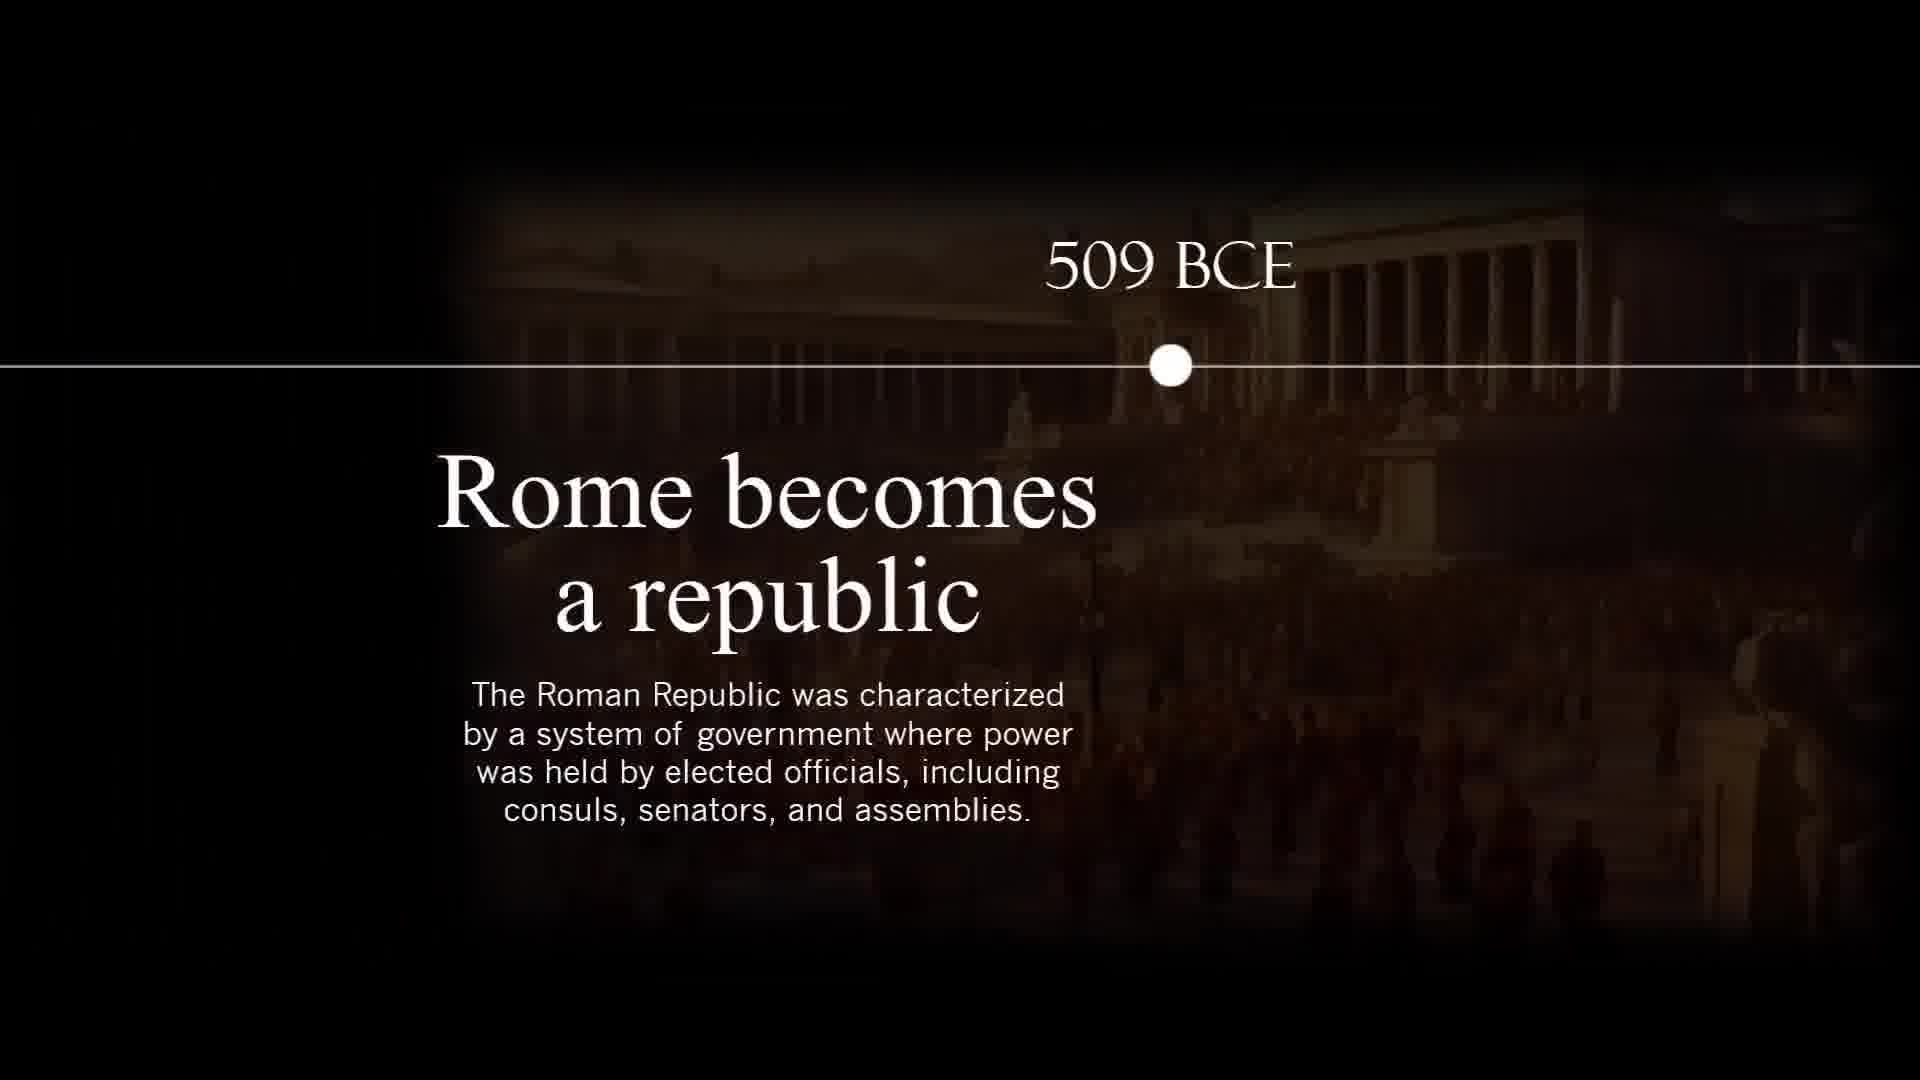 509 BCE
Rome becomes
a republic
The Roman Republic was characterized
by a system of government where power
was held by elected officials, including
consuls, senators, and assemblies.